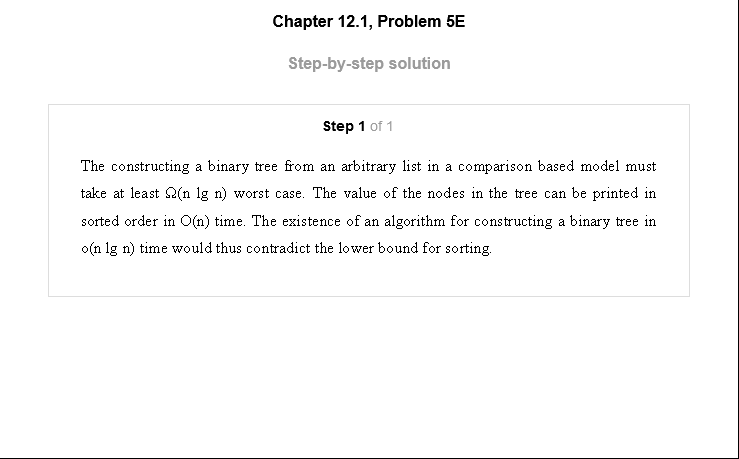 Chapter 12.1, Problem 5E
Step-by-step solution
Step 1 of 1
The constructing a binary tree from an arbitrary list in a comparison based model must
take at least Ω(n lg n) worst case. The value of the nodes in the tree can be printed in
sorted order in O(n) time. The existence of an algorithm for constructing a binary tree in
o(n lg n) time would thus contradict the lower bound for sorting.